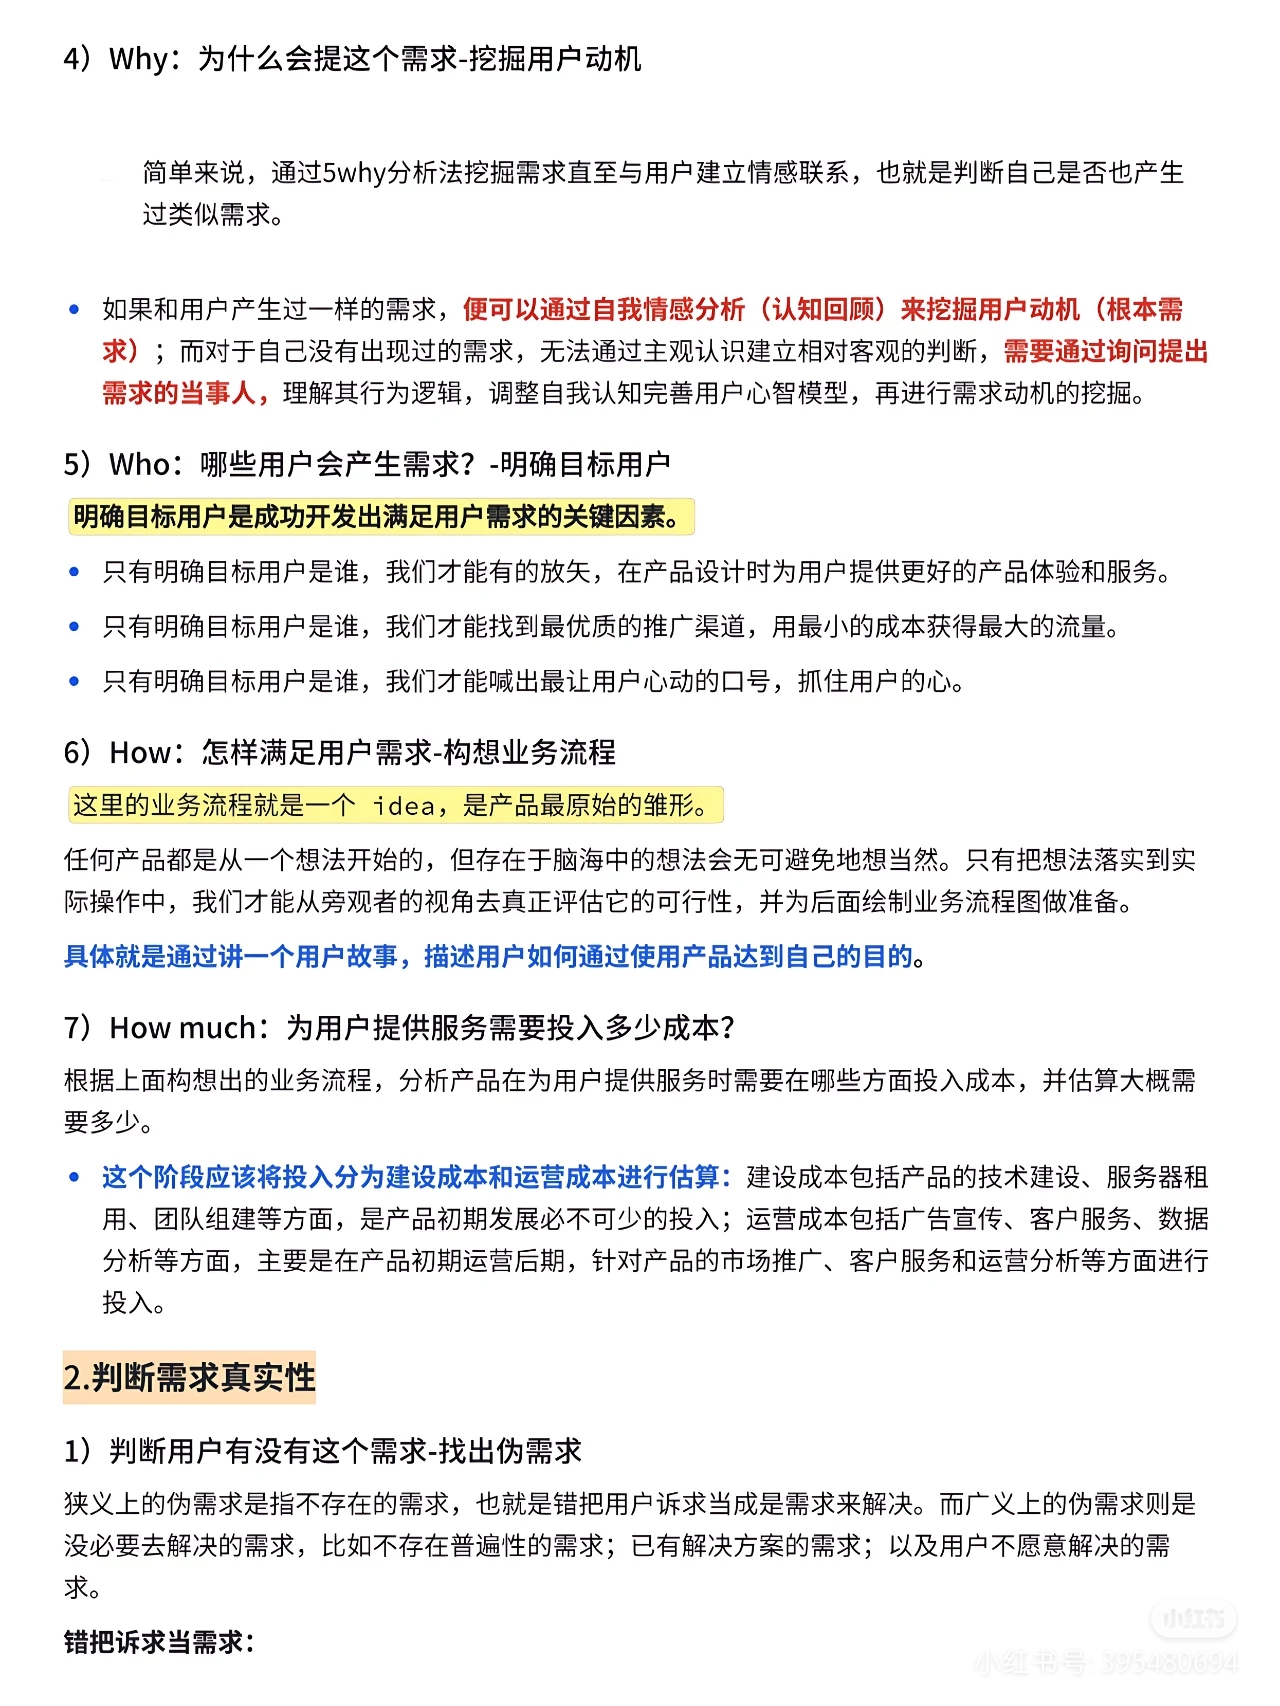 4）Why：为什么会提这个需求-挖掘用户动机
简单来说，通过5why分析法挖掘需求直至与用户建立情感联系，也就是判断自己是否也产生
过类似需求。
如果和用户产生过一样的需求，便可以通过自我情感分析（认知回顾）来挖掘用户动机（根本需
求）；而对于自己没有出现过的需求，无法通过主观认识建立相对客观的判断，需要通过询问提出
需求的当事人，理解其行为逻辑，调整自我认知完善用户心智模型，再进行需求动机的挖掘。
5）Who：哪些用户会产生需求？-明确目标用户
明确目标用户是成功开发出满足用户需求的关键因素。
只有明确目标用户是谁，我们才能有的放矢，在产品设计时为用户提供更好的产品体验和服务。
只有明确目标用户是谁，我们才能找到最优质的推广渠道，用最小的成本获得最大的流量。
只有明确目标用户是谁，我们才能喊出最让用户心动的口号，抓住用户的心。
6）How：怎样满足用户需求-构想业务流程
这里的业务流程就是一个 idea，是产品最原始的雏形。
任何产品都是从一个想法开始的，但存在于脑海中的想法会无可避免地想当然。只有把想法落实到实
际操作中，我们才能从旁观者的视角去真正评估它的可行性，并为后面绘制业务流程图做准备。
具体就是通过讲一个用户故事，描述用户如何通过使用产品达到自己的目的。
7）How much：为用户提供服务需要投入多少成本？
根据上面构想出的业务流程，分析产品在为用户提供服务时需要在哪些方面投入成本，并估算大概需
要多少。
这个阶段应该将投入分为建设成本和运营成本进行估算：建设成本包括产品的技术建设、服务器租
用、团队组建等方面，是产品初期发展必不可少的投入；运营成本包括广告宣传、客户服务、数据
分析等方面，主要是在产品初期运营后期，针对产品的市场推广、客户服务和运营分析等方面进行
投入。
2.判断需求真实性
1）判断用户有没有这个需求-找出伪需求
狭义上的伪需求是指不存在的需求，也就是错把用户诉求当成是需求来解决。而广义上的伪需求则是
没必要去解决的需求，比如不存在普遍性的需求；已有解决方案的需求；以及用户不愿意解决的需
求。
错把诉求当需求：
小红书
小红书号: 395480694